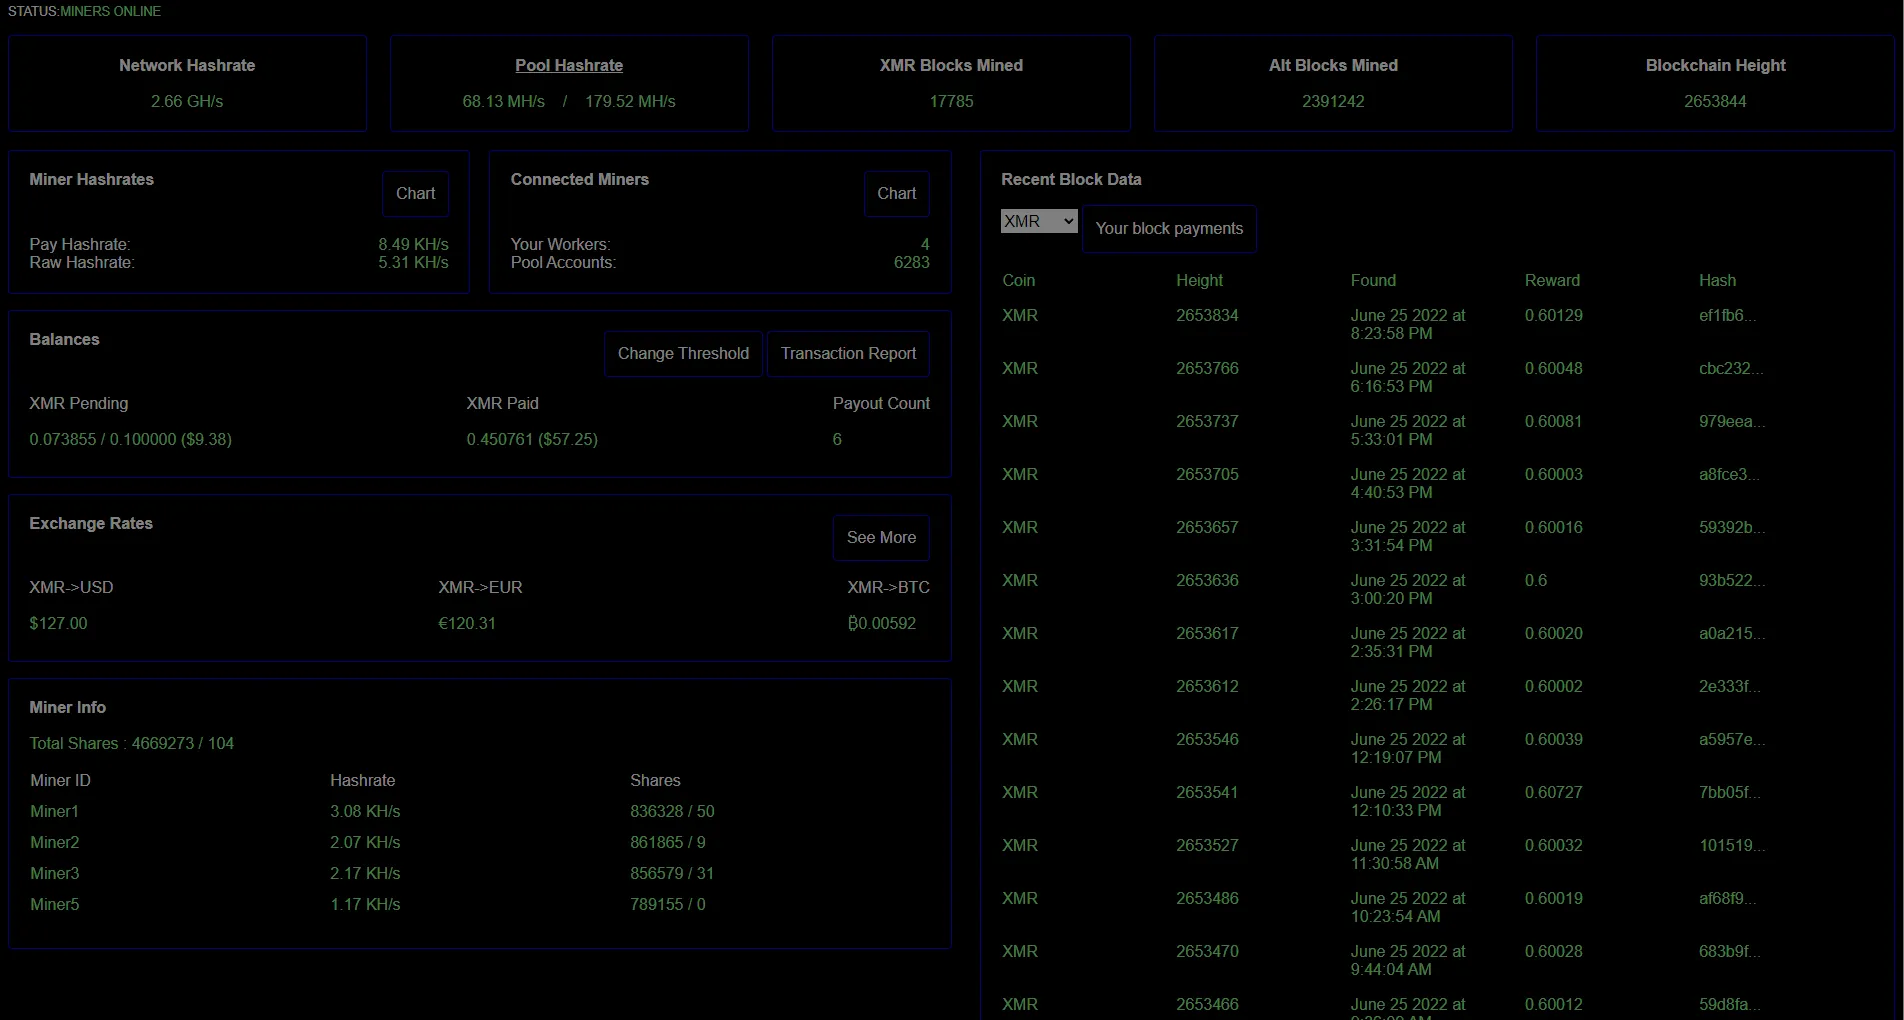 STATUS:MINERS ONLINE
Network Hashrate
2.66 GH/s
Pool Hashrate
68.13 MH/s / 179.52 MH/s
XMR Blocks Mined
17785
Alt Blocks Mined
2391242
Blockchain Height
2653844
Miner Hashrates
Chart
Pay Hashrate: 8.49 KH/s
Raw Hashrate: 5.31 KH/s
Connected Miners
Chart
Your Workers: 4
Pool Accounts: 6283
Balances
Change Threshold Transaction Report
XMR Pending XMR Paid Payout Count
0.073855 / 0.100000 ($9.38) 0.450761 ($57.25) 6
Exchange Rates
See More
XMR->USD XMR->EUR XMR->BTC
$127.00 €120.31 ₿0.00592
Miner Info
Total Shares : 4669273 / 104
Miner ID Hashrate Shares
Miner1 3.08 KH/s 836328 / 50
Miner2 2.07 KH/s 861865 / 9
Miner3 2.17 KH/s 856579 / 31
Miner5 1.17 KH/s 789155 / 0
Recent Block Data
XMR Your block payments
Coin Height Found Reward Hash
XMR 2653834 June 25 2022 at 0.60129 ef1fb6...
8:23:58 PM
XMR 2653766 June 25 2022 at 0.60048 cbc232...
6:16:53 PM
XMR 2653737 June 25 2022 at 0.60081 979eea...
5:33:01 PM
XMR 2653705 June 25 2022 at 0.60003 a8fce3...
4:40:53 PM
XMR 2653657 June 25 2022 at 0.60016 59392b...
3:31:54 PM
XMR 2653636 June 25 2022 at 0.6 93b522...
3:00:20 PM
XMR 2653617 June 25 2022 at 0.60020 a0a215...
2:35:31 PM
XMR 2653612 June 25 2022 at 0.60002 2e333f...
2:26:17 PM
XMR 2653546 June 25 2022 at 0.60039 a5957e...
12:19:07 PM
XMR 2653541 June 25 2022 at 0.60727 7bb05f...
12:10:33 PM
XMR 2653527 June 25 2022 at 0.60032 101519...
11:30:58 AM
XMR 2653486 June 25 2022 at 0.60019 af68f9...
10:23:54 AM
XMR 2653470 June 25 2022 at 0.60028 683b9f...
9:44:04 AM
XMR 2653466 June 25 2022 at 0.60012 59d8fa...